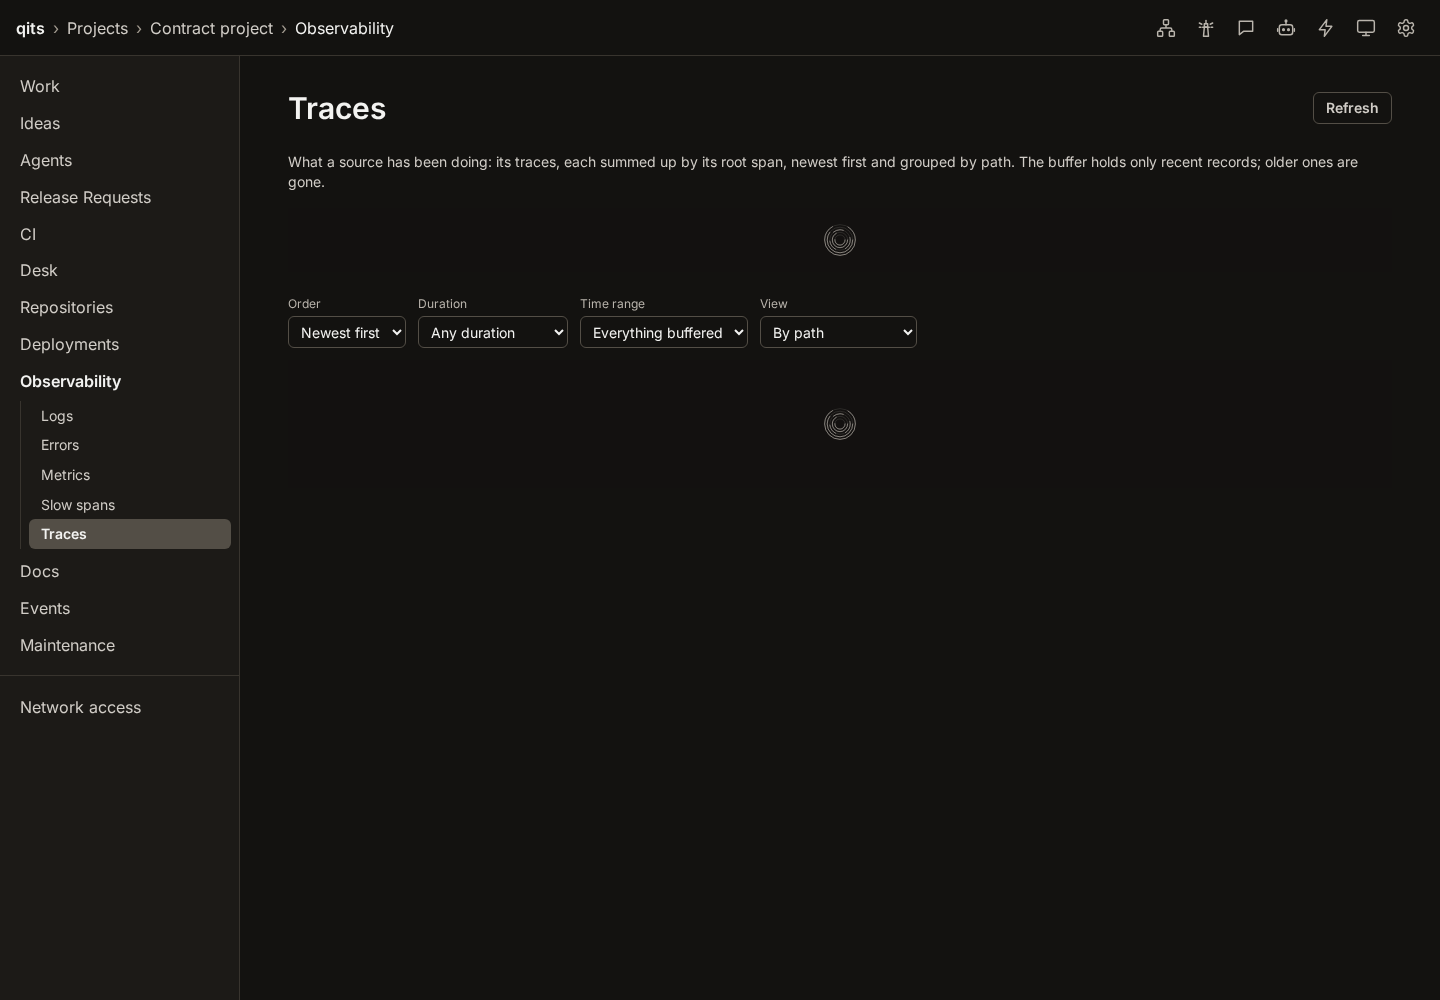 qits › Projects › Contract project › Observability
Work
Ideas
Agents
Release Requests
CI
Desk
Repositories
Deployments
Observability
Logs
Errors
Metrics
Slow spans
Traces
Docs
Events
Maintenance
Network access
Traces
Refresh
What a source has been doing: its traces, each summed up by its root span, newest first and grouped by path. The buffer holds only recent records; older ones are
gone.
Order Duration Time range View
Newest first Any duration Everything buffered By path